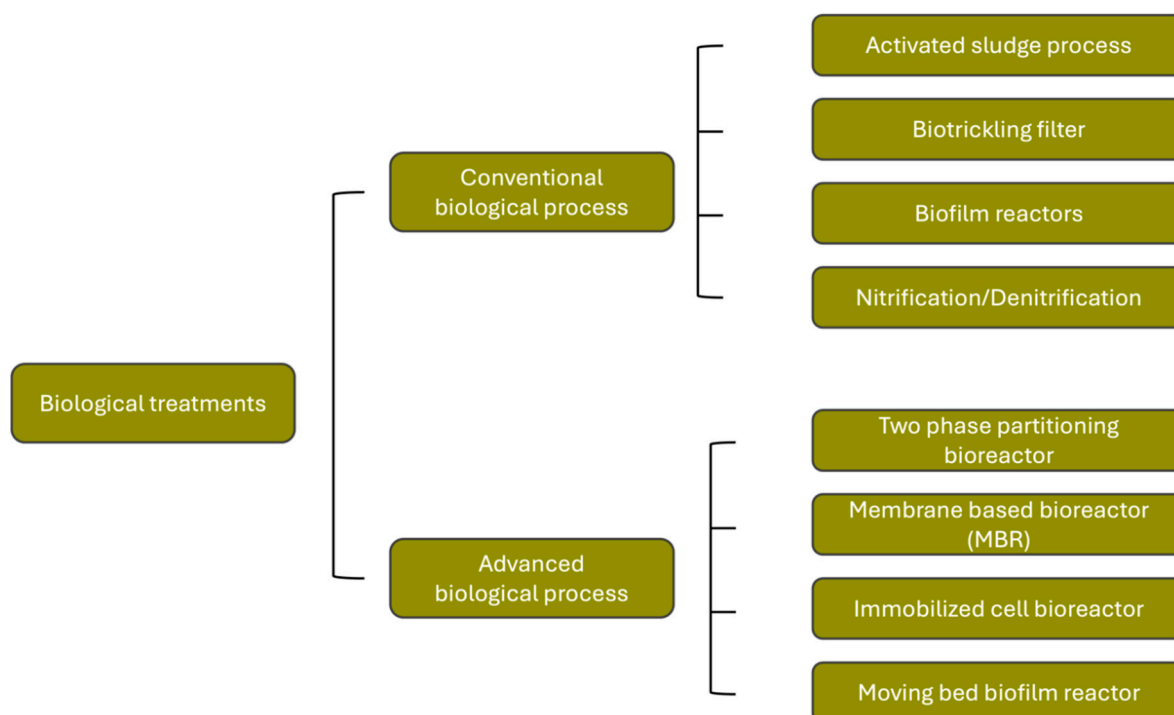 Biological treatments
Conventional
biological process
Activated sludge process
Biotrickling filter
Biofilm reactors
Nitrification/Denitrification
Advanced
biological process
Two phase partitioning
bioreactor
Membrane based bioreactor
(MBR)
Immobilized cell bioreactor
Moving bed biofilm reactor